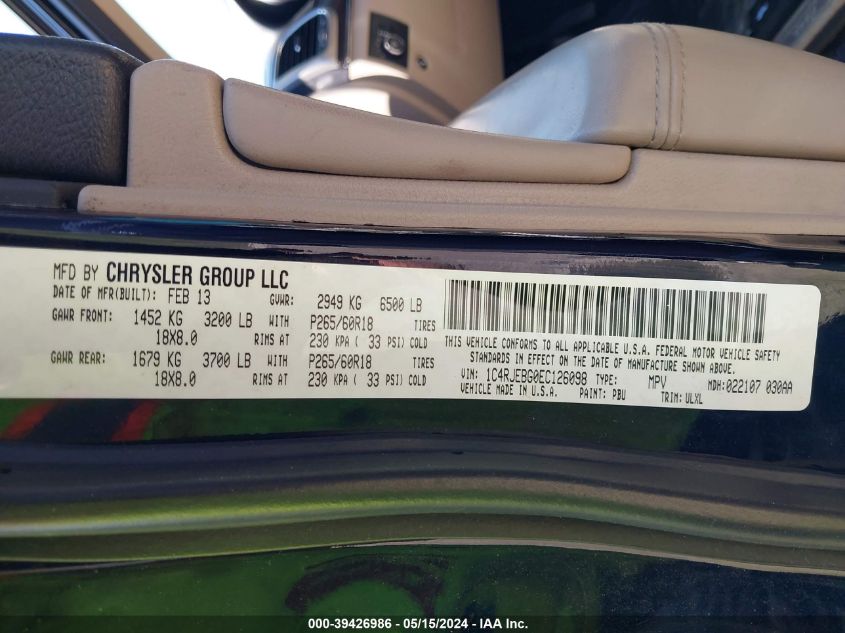 MFD BY CHRYSLER GROUP LLC
DATE OF MFR(BUILT): FEB 13 GVWR: 2949 KG 6500 LB
GAWR FRONT: 1452 KG 3200 LB WITH P265/60R18 TIRES
18X8.0 RIMS AT 230 KPA ( 33 PSI) COLD
GAWR REAR: 1679 KG 3700 LB WITH P265/60R18 TIRES
18X8.0 RIMS AT 230 KPA ( 33 PSI) COLD
THIS VEHICLE CONFORMS TO ALL APPLICABLE U.S.A. FEDERAL MOTOR VEHICLE SAFETY
STANDARDS IN EFFECT ON THE DATE OF MANUFACTURE SHOWN ABOVE.
VIN: 1C4RJEBG0EC126098 TYPE: MPV MDH:022107 030AA
VEHICLE MADE IN U.S.A. PAINT: PBU TRIM: ULXL
000-39426986 - 05/15/2024 - IAA Inc.